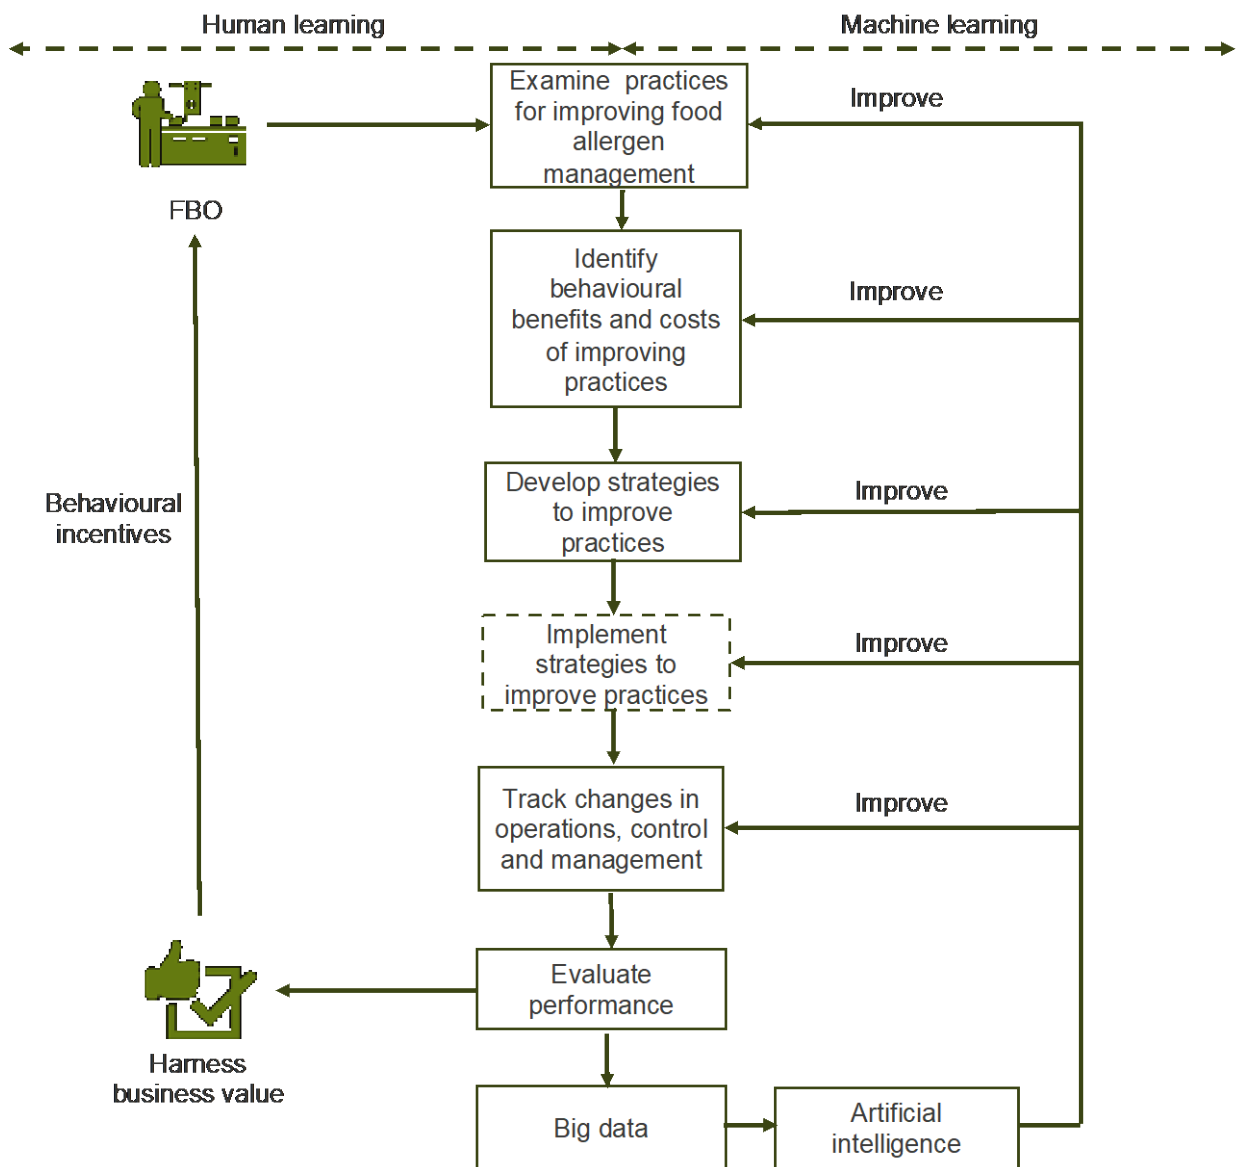 Human learning
Machine learning
Examine practices
for improving food
allergen
management
Improve
FBO
Identify
behavioural
benefits and costs
of improving
practices
Improve
Behavioural
incentives
Develop strategies
to improve
practices
Improve
Implement
strategies to
improve practices
Improve
Track changes in
operations, control
and management
Improve
Evaluate
performance
Harness
business value
Big data
Artificial
intelligence